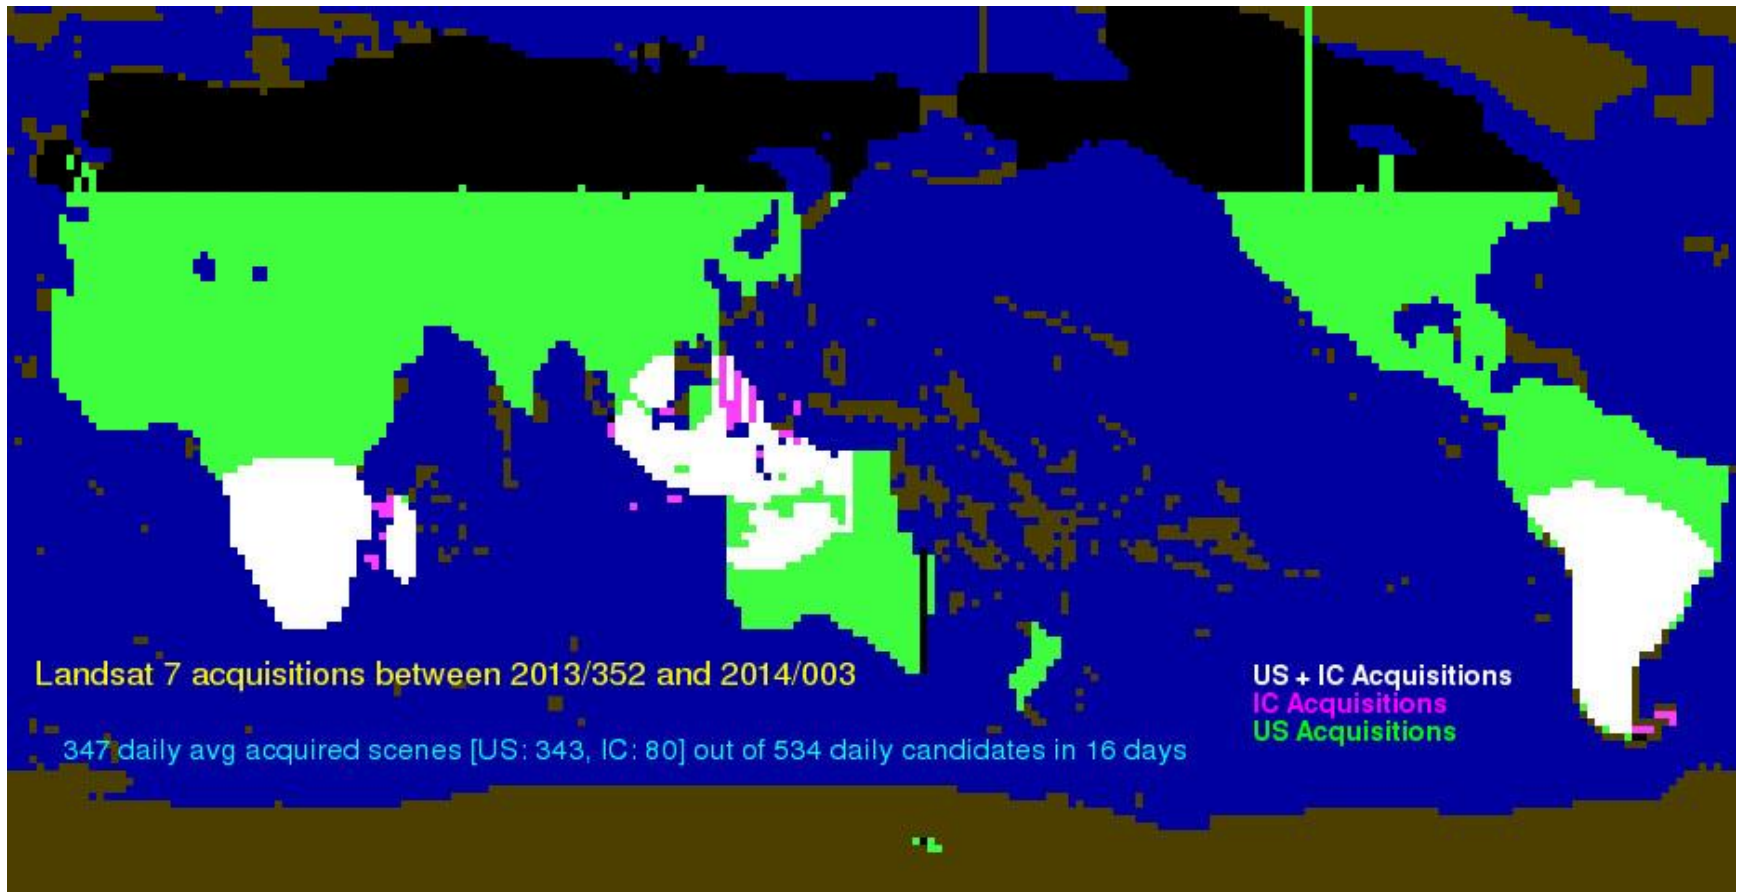 Landsat 7 acquisitions between 2013/352 and 2014/003
347 daily avg acquired scenes [US: 343, IC: 80] out of 534 daily candidates in 16 days
US + IC Acquisitions
IC Acquisitions
US Acquisitions